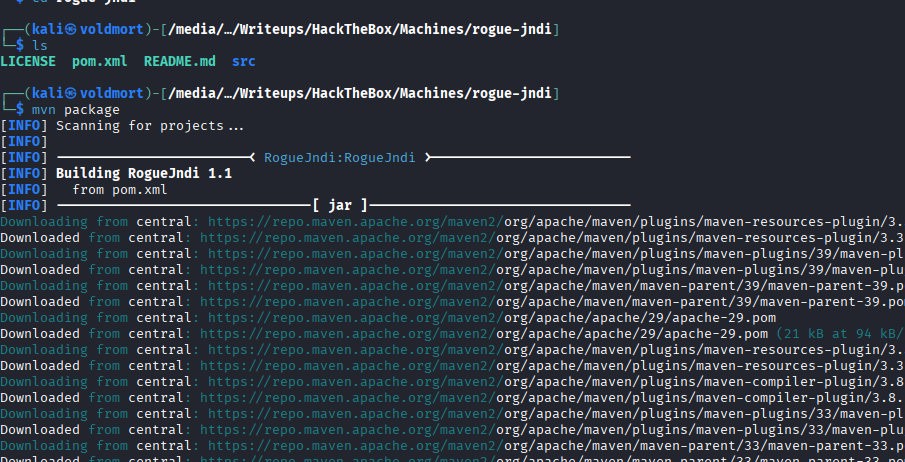 cd rogue-jndi
┌──(kali㉿voldmort)-[/media/…/Writeups/HackTheBox/Machines/rogue-jndi]
└─$ ls
LICENSE pom.xml README.md src
┌──(kali㉿voldmort)-[/media/…/Writeups/HackTheBox/Machines/rogue-jndi]
└─$ mvn package
[INFO] Scanning for projects...
[INFO]
[INFO] ------------------------< RogueJndi:RogueJndi >-------------------------
[INFO] Building RogueJndi 1.1
[INFO]   from pom.xml
[INFO] --------------------------------[ jar ]---------------------------------
Downloading from central: https://repo.maven.apache.org/maven2/org/apache/maven/plugins/maven-resources-plugin/3.
Downloaded from central: https://repo.maven.apache.org/maven2/org/apache/maven/plugins/maven-resources-plugin/3.3
Downloading from central: https://repo.maven.apache.org/maven2/org/apache/maven/plugins/maven-plugins/39/maven-pl
Downloaded from central: https://repo.maven.apache.org/maven2/org/apache/maven/plugins/maven-plugins/39/maven-plu
Downloading from central: https://repo.maven.apache.org/maven2/org/apache/maven/maven-parent/39/maven-parent-39.p
Downloaded from central: https://repo.maven.apache.org/maven2/org/apache/maven/maven-parent/39/maven-parent-39.po
Downloading from central: https://repo.maven.apache.org/maven2/org/apache/apache/29/apache-29.pom
Downloaded from central: https://repo.maven.apache.org/maven2/org/apache/apache/29/apache-29.pom (21 kB at 94 kB/
Downloading from central: https://repo.maven.apache.org/maven2/org/apache/maven/plugins/maven-resources-plugin/3.
Downloaded from central: https://repo.maven.apache.org/maven2/org/apache/maven/plugins/maven-resources-plugin/3.3
Downloading from central: https://repo.maven.apache.org/maven2/org/apache/maven/plugins/maven-compiler-plugin/3.8
Downloaded from central: https://repo.maven.apache.org/maven2/org/apache/maven/plugins/maven-compiler-plugin/3.8.
Downloading from central: https://repo.maven.apache.org/maven2/org/apache/maven/plugins/maven-plugins/33/maven-pl
Downloaded from central: https://repo.maven.apache.org/maven2/org/apache/maven/plugins/maven-plugins/33/maven-plu
Downloading from central: https://repo.maven.apache.org/maven2/org/apache/maven/maven-parent/33/maven-parent-33.p
Downloaded from central: https://repo.maven.apache.org/maven2/org/apache/maven/maven-parent/33/maven-parent-33.po